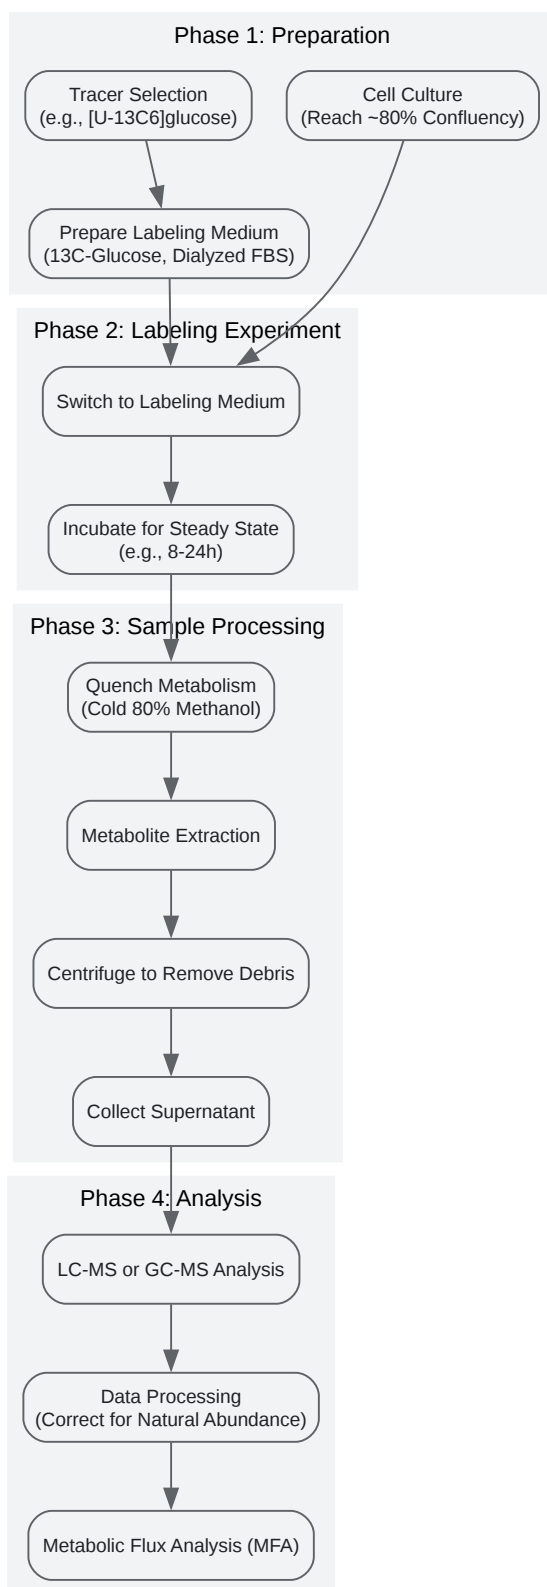 Phase 1: Preparation
Tracer Selection
(e.g., [U-13C6]glucose)
Cell Culture
(Reach ~80% Confluency)
Prepare Labeling Medium
(13C-Glucose, Dialyzed FBS)
Phase 2: Labeling Experiment
Switch to Labeling Medium
Incubate for Steady State
(e.g., 8-24h)
Phase 3: Sample Processing
Quench Metabolism
(Cold 80% Methanol)
Metabolite Extraction
Centrifuge to Remove Debris
Collect Supernatant
Phase 4: Analysis
LC-MS or GC-MS Analysis
Data Processing
(Correct for Natural Abundance)
Metabolic Flux Analysis (MFA)